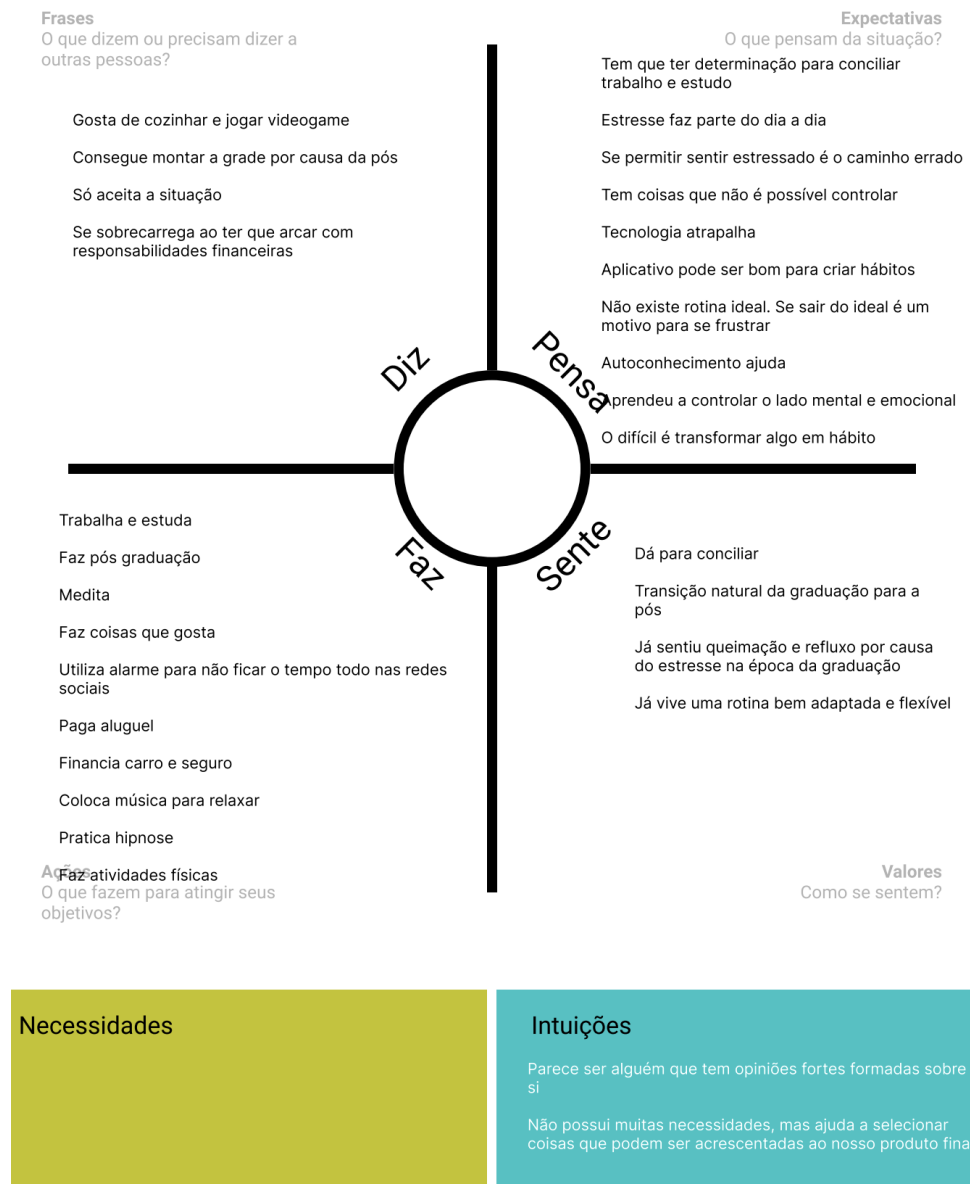 Frases
O que dizem ou precisam dizer a
outras pessoas?
Gosta de cozinhar e jogar videogame
Consegue montar a grade por causa da pós
Só aceita a situação
Se sobrecarrega ao ter que arcar com
responsabilidades financeiras
Diz
Expectativas
O que pensam da situação?
Tem que ter determinação para conciliar
trabalho e estudo
Estresse faz parte do dia a dia
Se permitir sentir estressado é o caminho errado
Tem coisas que não é possível controlar
Tecnologia atrapalha
Aplicativo pode ser bom para criar hábitos
Não existe rotina ideal. Se sair do ideal é um
motivo para se frustrar
Autoconhecimento ajuda
Aprendeu a controlar o lado mental e emocional
O difícil é transformar algo em hábito
Pensa
Faz
Trabalha e estuda
Faz pós graduação
Medita
Faz coisas que gosta
Utiliza alarme para não ficar o tempo todo nas redes
sociais
Paga aluguel
Financia carro e seguro
Coloca música para relaxar
Pratica hipnose
Faz atividades físicas
Ações
O que fazem para atingir seus
objetivos?
Sente
Dá para conciliar
Transição natural da graduação para a
pós
Já sentiu queimação e refluxo por causa
do estresse na época da graduação
Já vive uma rotina bem adaptada e flexível
Valores
Como se sentem?
Necessidades
Intuições
Parece ser alguém que tem opiniões fortes formadas sobre
si
Não possui muitas necessidades, mas ajuda a selecionar
coisas que podem ser acrescentadas ao nosso produto fina